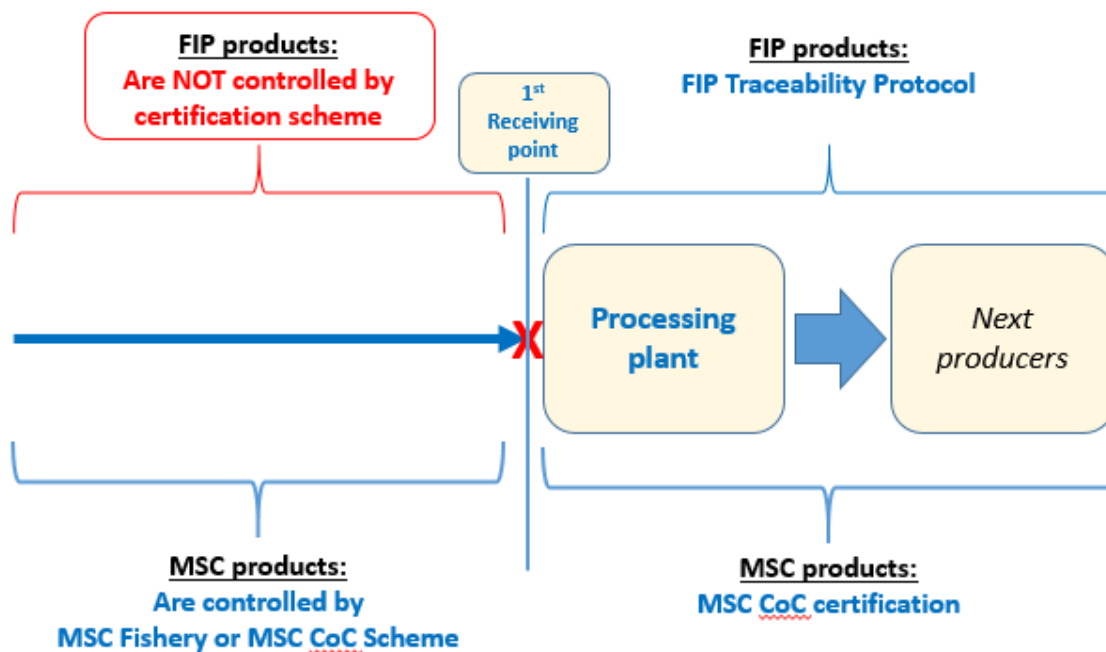 FIP products:
Are NOT controlled by
certification scheme
1st
Receiving
point
FIP products:
FIP Traceability Protocol
X
Processing
plant
Next
producers
MSC products:
Are controlled by
MSC Fishery or MSC CoC Scheme
MSC products:
MSC CoC certification